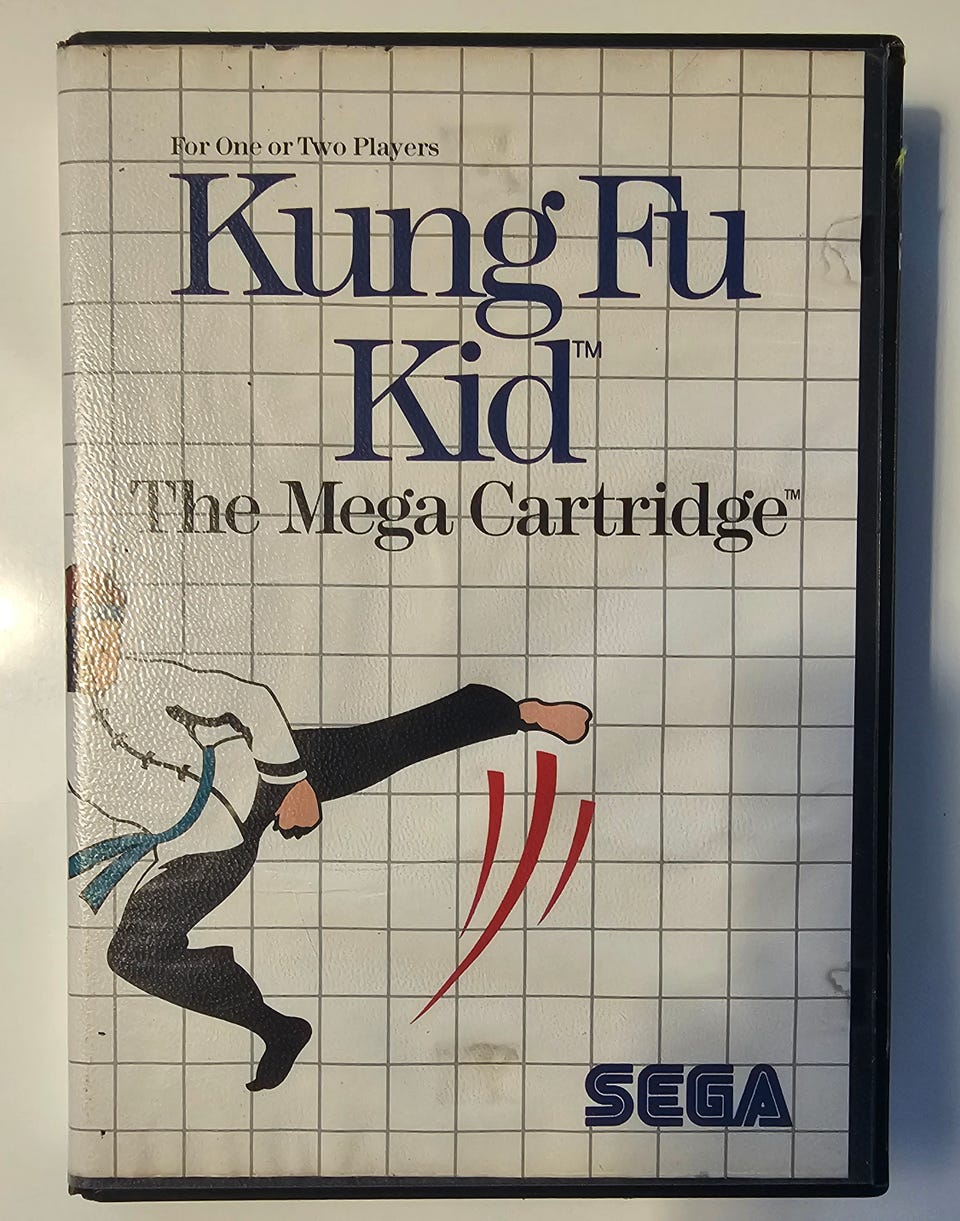 For One or Two Players
Kung Fu
Kid™
The Mega Cartridge™
SEGA